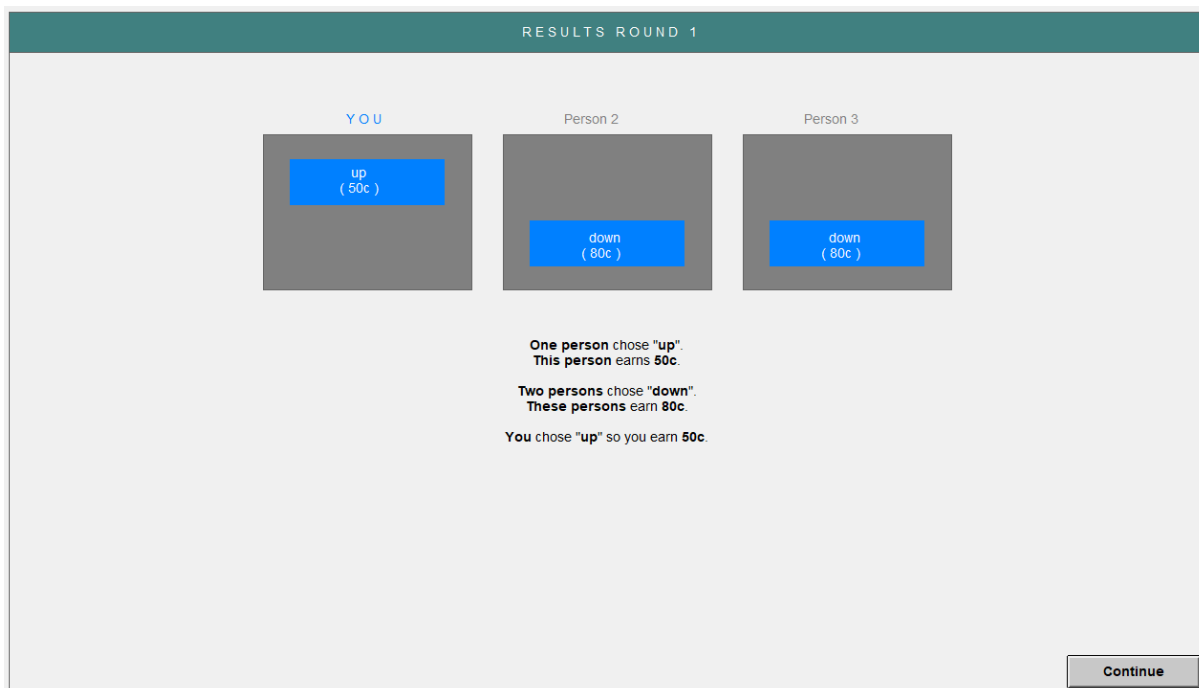 RESULTS ROUND 1
YOU Person 2 Person 3
up
( 50c )
down
( 80c )
down
( 80c )
One person chose "up".
This person earns 50c.
Two persons chose "down".
These persons earn 80c.
You chose "up" so you earn 50c.
Continue